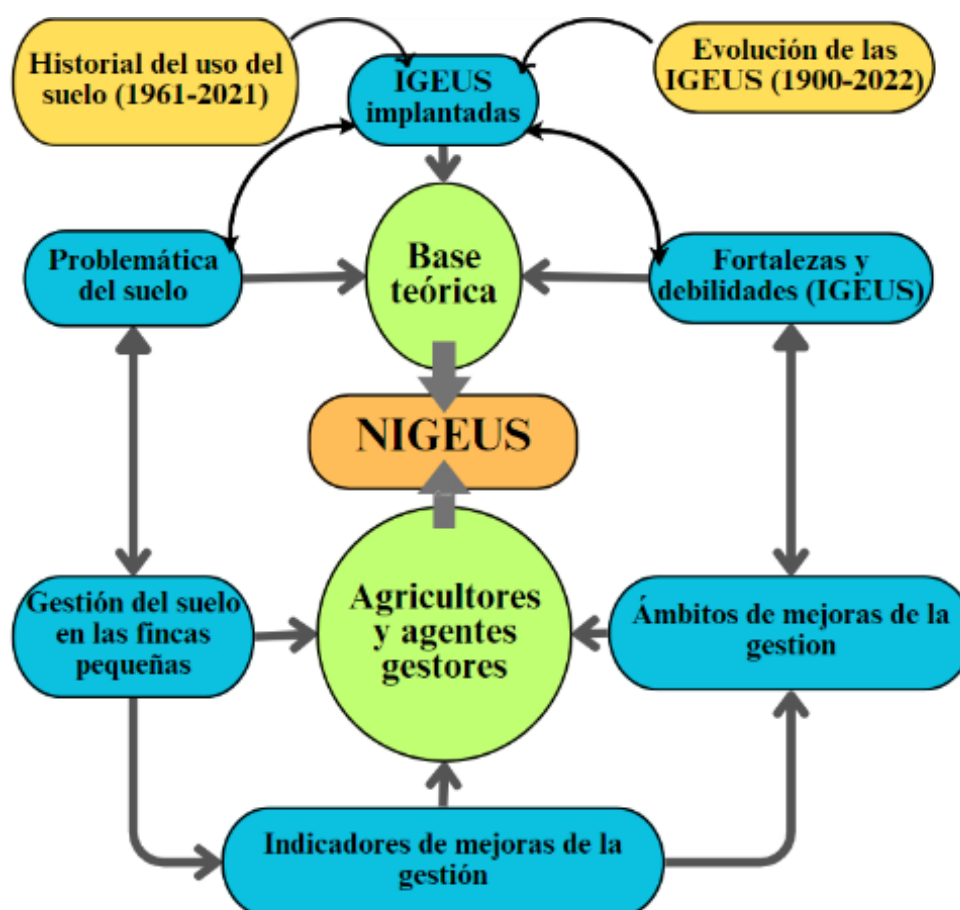 Historial del uso del
suelo (1961-2021)
IGEUS
implantadas
Evolución de las
IGEUS (1900-2022)
Problemática
del suelo
Base
teórica
Fortalezas y
debilidades (IGEUS)
NIGEUS
Gestión del suelo
en las fincas
pequeñas
Agricultores
y agentes
gestores
Ámbitos de mejoras de la
gestion
Indicadores de mejoras de la
gestión